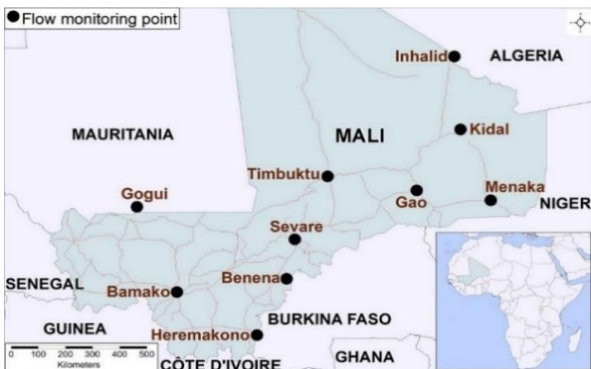 Flow monitoring point
Inhalid
ALGERIA
MAURITANIA
MALI
Kidal
Timbuktu
Gogui
Gao
Menaka
NIGER
Sevare
SENEGAL
Bamako
Benena
BURKINA FASO
GUINEA
Heremakono
0 100 200 300 400 500
Kilometers
CÔTE D'IVOIRE
GHANA